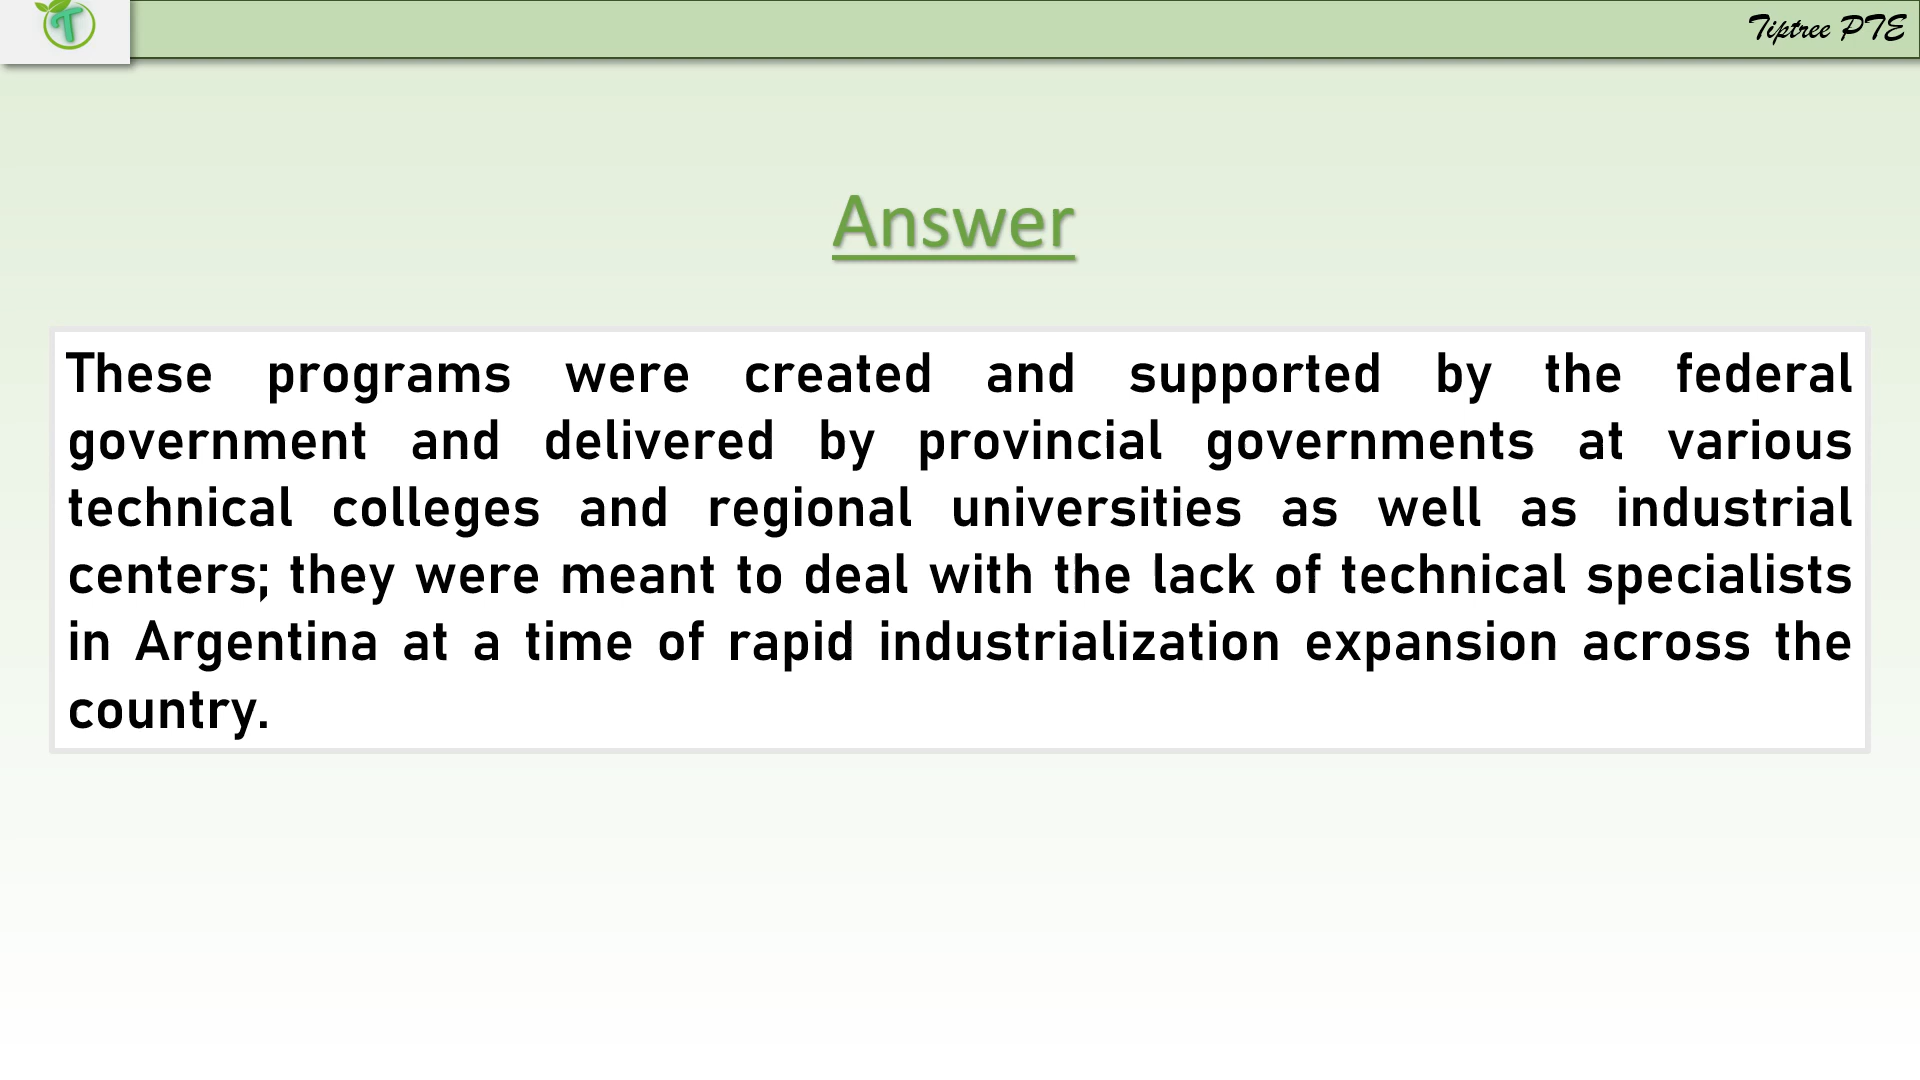 T
Tiptree PTE
Answer
These programs were created and supported by the federal
government and delivered by provincial governments at various
technical colleges and regional universities as well as industrial
centers; they were meant to deal with the lack of technical specialists
in Argentina at a time of rapid industrialization expansion across the
country.